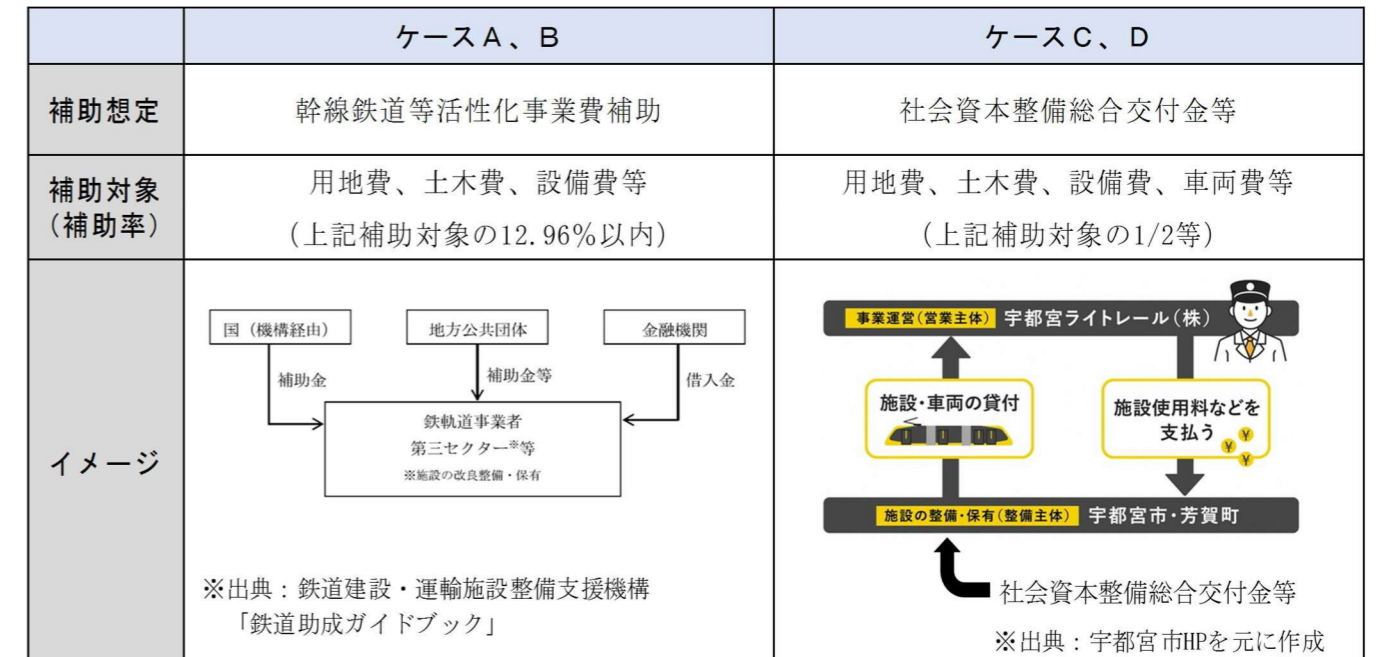 ケースA、B
ケースC、D
補助想定
幹線鉄道等活性化事業費補助
社会資本整備総合交付金等
補助対象
(補助率)
用地費、土木費、設備費等
(上記補助対象の12.96%以内)
用地費、土木費、設備費、車両費等
(上記補助対象の1/2等)
イメージ
国(機構経由)
地方公共団体
金融機関
補助金
補助金等
借入金
鉄軌道事業者
第三セクター※等
※施設の改良整備・保有
※出典:鉄道建設・運輸施設整備支援機構
「鉄道助成ガイドブック」
事業運営(営業主体) 宇都宮ライトレール(株)
施設・車両の貸付
施設使用料などを
支払う
¥
¥
¥
施設の整備・保有(整備主体) 宇都宮市・芳賀町
社会資本整備総合交付金等
※出典:宇都宮市HPを元に作成